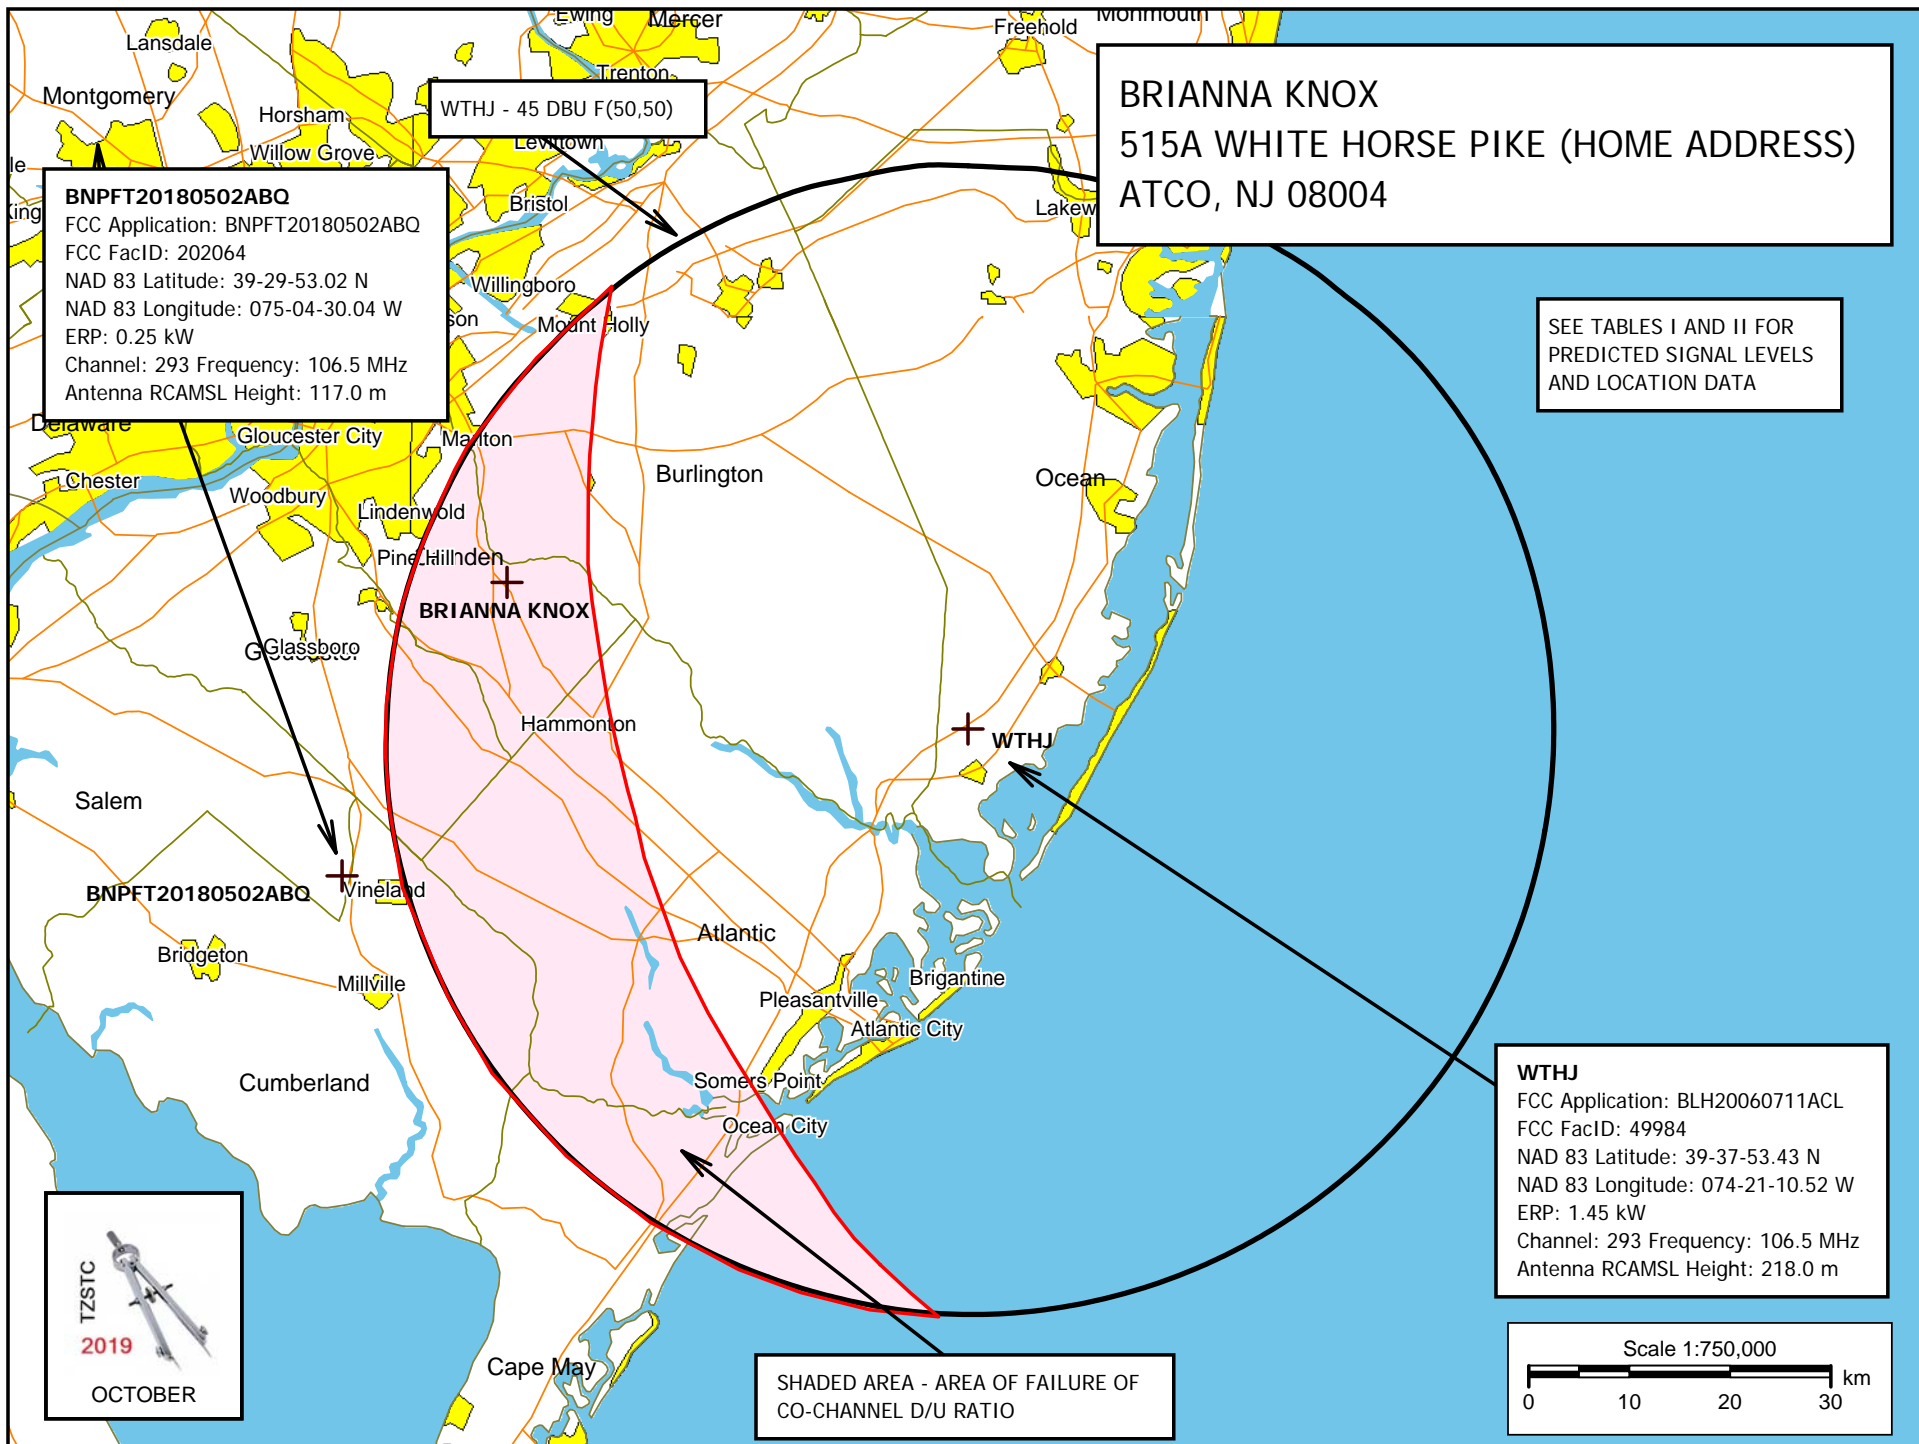 Ewing
Mercer
Monmouth
Freehold
Lansdale
Trenton
Montgomery
Horsham
Willow Grove
WTHJ - 45 DBU F(50,50)
Levittown
BRIANNA KNOX
515A WHITE HORSE PIKE (HOME ADDRESS)
ATCO, NJ 08004
le
King
BNPFT20180502ABQ
FCC Application: BNPFT20180502ABQ
FCC FacID: 202064
NAD 83 Latitude: 39-29-53.02 N
NAD 83 Longitude: 075-04-30.04 W
ERP: 0.25 kW
Channel: 293 Frequency: 106.5 MHz
Antenna RCAMSL Height: 117.0 m
Bristol
Lakew
Willingboro
son
Mount Holly
SEE TABLES I AND II FOR
PREDICTED SIGNAL LEVELS
AND LOCATION DATA
Delaware
Gloucester City
Marlton
Chester
Woodbury
Burlington
Ocean
Lindenwold
Pine Hill
nden
BRIANNA KNOX
Gloucester
Glassboro
Hammonton
WTHJ
Salem
BNPFT20180502ABQ
Vineland
Bridgeton
Millville
Atlantic
Brigantine
Pleasantville
Atlantic City
Cumberland
Somers Point
Ocean City
WTHJ
FCC Application: BLH20060711ACL
FCC FacID: 49984
NAD 83 Latitude: 39-37-53.43 N
NAD 83 Longitude: 074-21-10.52 W
ERP: 1.45 kW
Channel: 293 Frequency: 106.5 MHz
Antenna RCAMSL Height: 218.0 m
TZSTC
2019
OCTOBER
Cape May
SHADED AREA - AREA OF FAILURE OF
CO-CHANNEL D/U RATIO
Scale 1:750,000
km
0 10 20 30